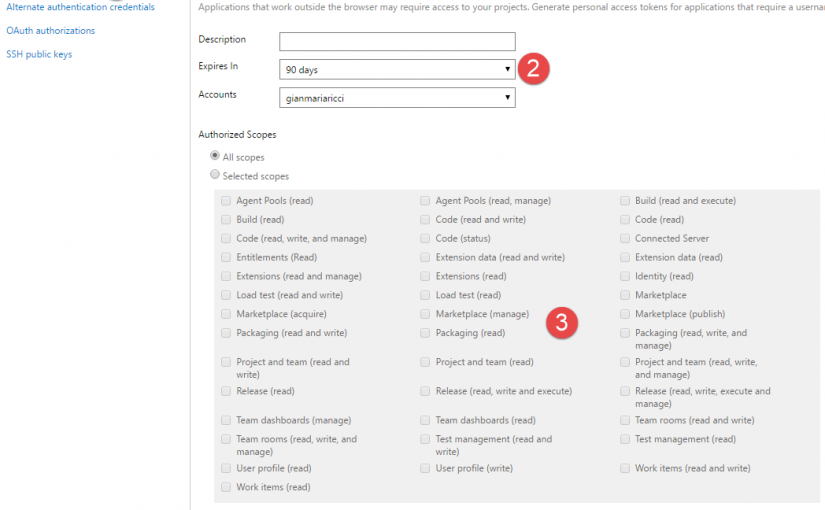 Alternate authentication credentials
OAuth authorizations
SSH public keys
Applications that work outside the browser may require access to your projects. Generate personal access tokens for applications that require a
Description
Expires In
90 days
2
Accounts
gianmariaricci
Authorized Scopes
All scopes
Selected scopes
Agent Pools (read) Agent Pools (read, manage) Build (read and execute)
Build (read) Code (read and write) Code (read)
Code (read, write, and manage) Code (status) Connected Server
Entitlements (Read) Extension data (read and write) Extension data (read)
Extensions (read and manage) Extensions (read) Identity (read)
Load test (read and write) Load test (read) Marketplace
Marketplace (acquire) Marketplace (manage) Marketplace (publish)
3
Packaging (read and write) Packaging (read) Packaging (read, write, and
manage)
Project and team (read and Project and team (read) Project and team (read, write,
write) and manage)
Release (read) Release (read, write and execute) Release (read, write, execute and
manage)
Team dashboards (manage) Team dashboards (read) Team rooms (read and write)
Team rooms (read, write, and Test management (read and Test management (read)
manage) write)
User profile (read) User profile (write) Work items (read and write)
Work items (read)